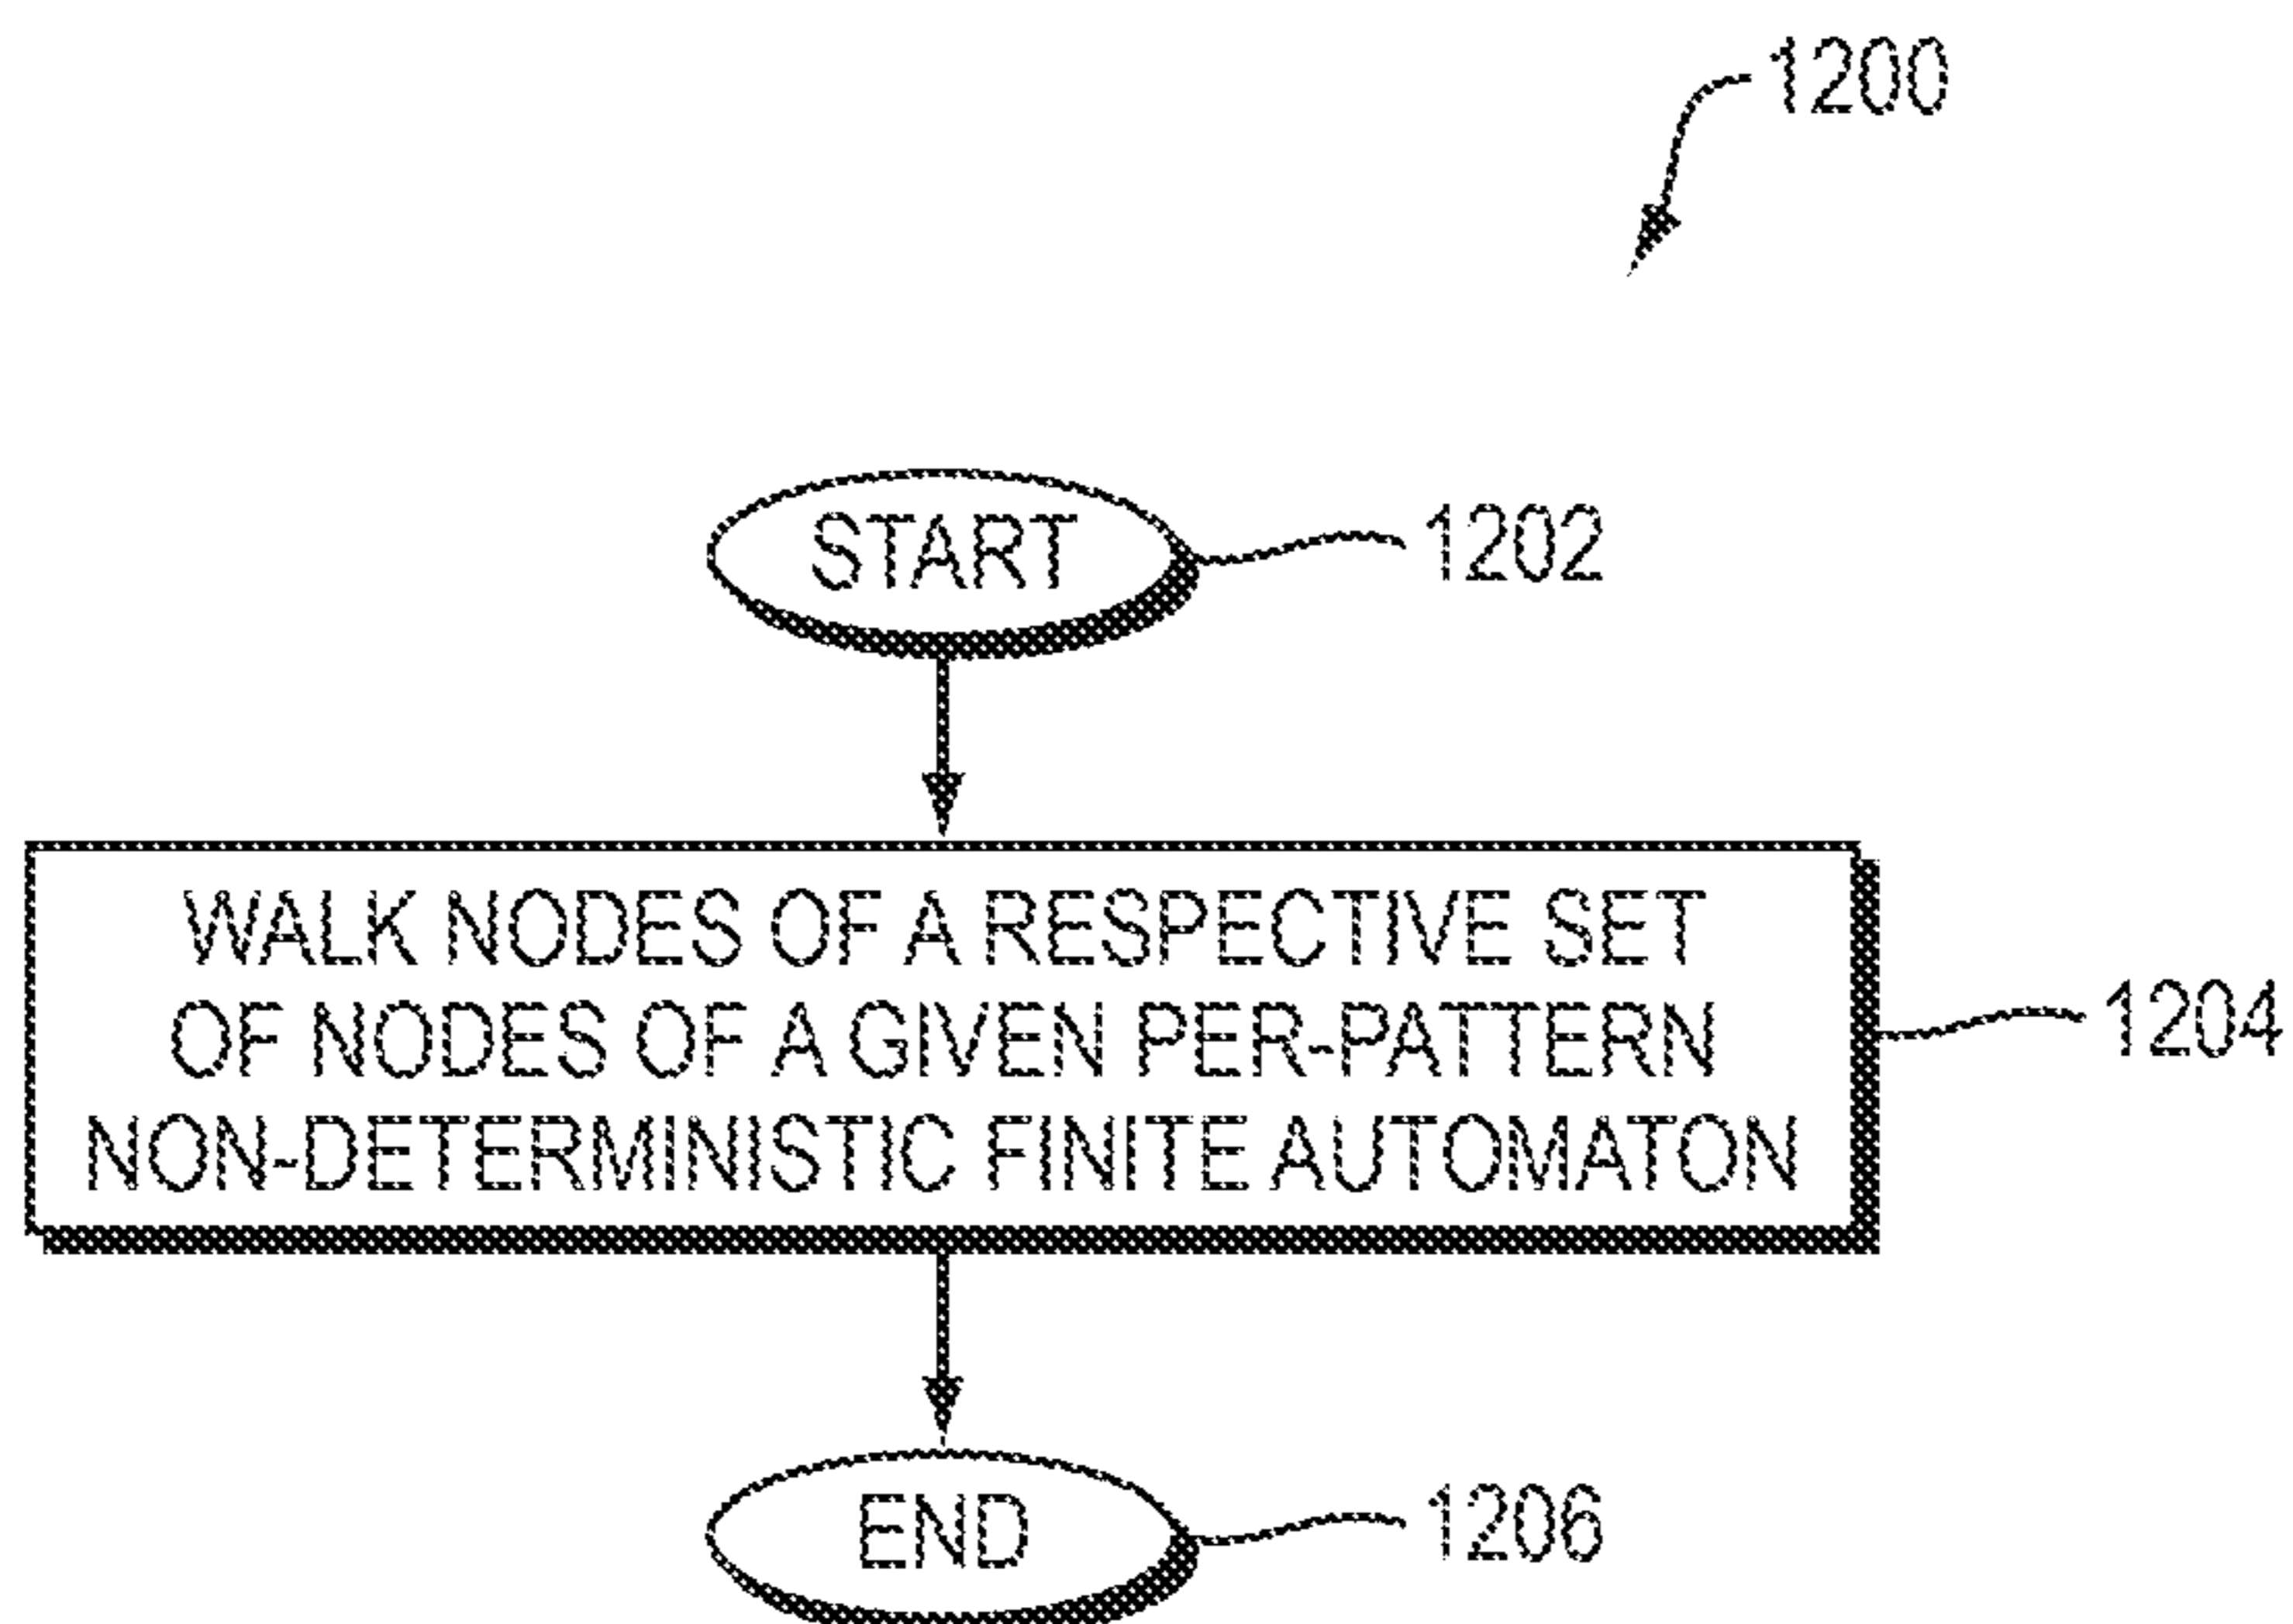 1200
START
1202
WALK NODES OF A RESPECTIVE SET
OF NODES OF A GIVEN PER-PATTERN
NON-DETERMINISTIC FINITE AUTOMATON
1204
END
1206